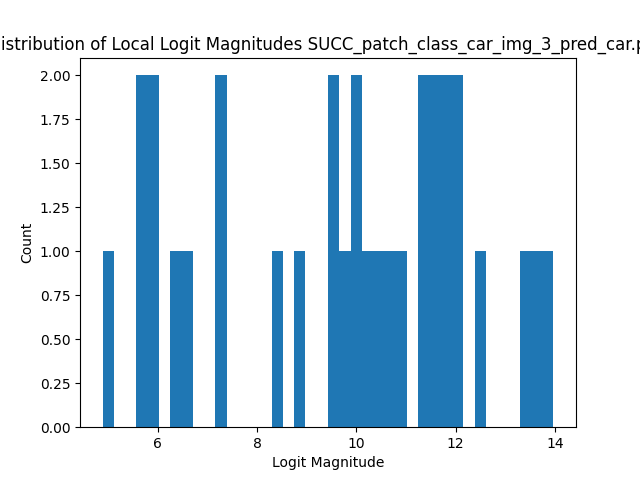 istribution of Local Logit Magnitudes SUCC_patch_class_car_img_3_pred_car.p
2.00
1.75
1.50
1.25
1.00
0.75
0.50
0.25
0.00
Count
6 8 10 12 14
Logit Magnitude